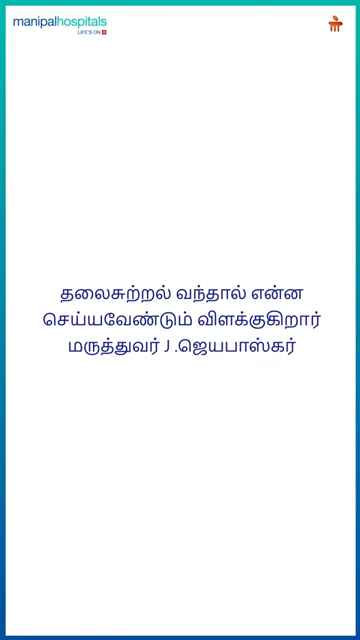 manipalhospitals
LIFE'S ON
தலைசுற்றல் வந்தால் என்ன
செய்யவேண்டும் விளக்குகிறார்
மருத்துவர் J .ஜெயபாஸ்கர்